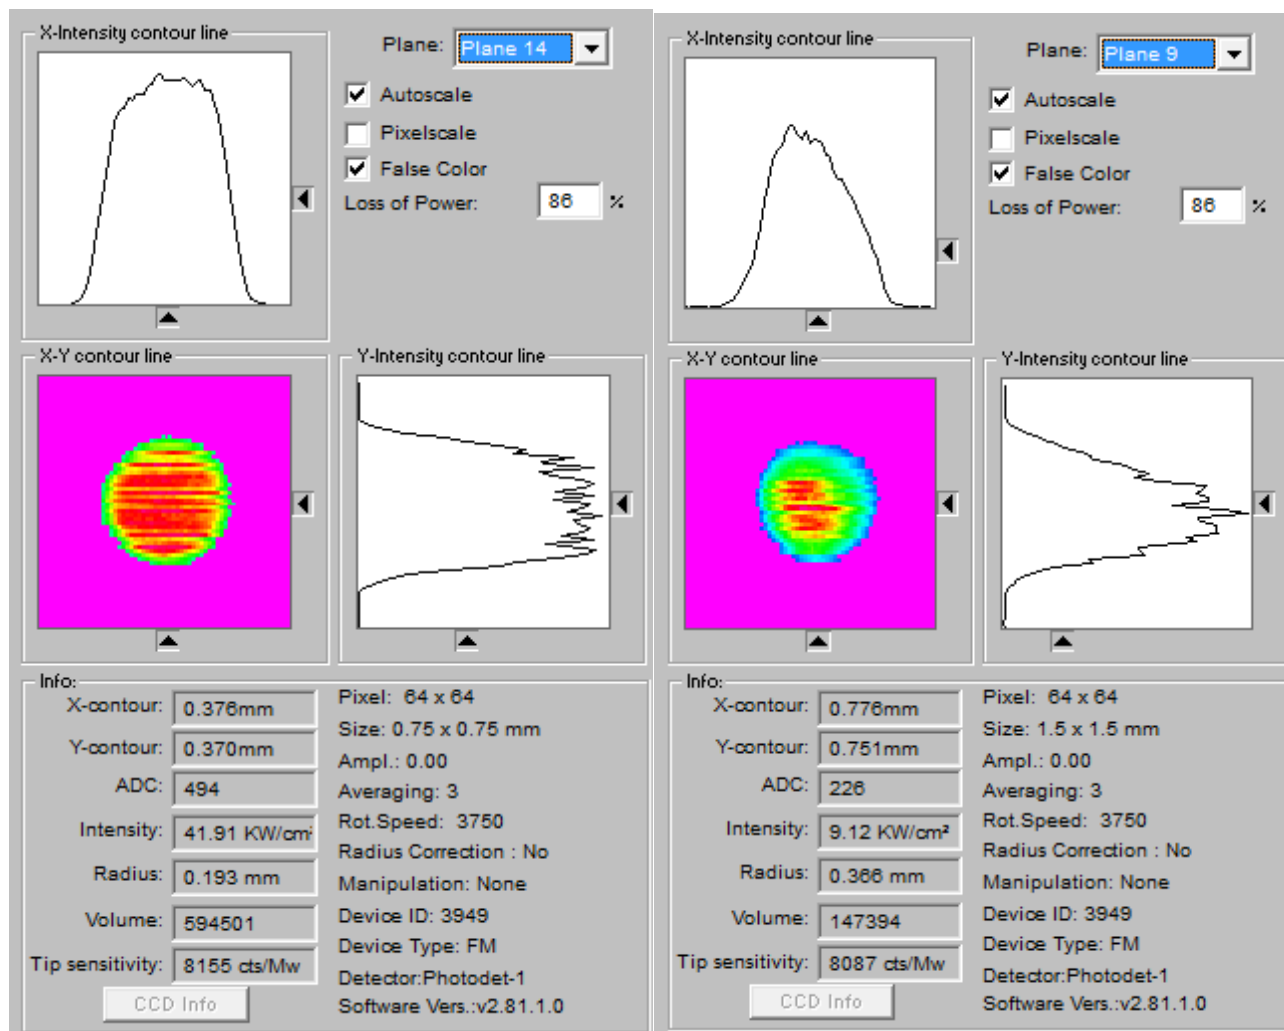 X-Intensity contour line
Plane: Plane 14
Autoscale
Pixelscale
False Color
Loss of Power: 86 %
X-Y contour line
Y-Intensity contour line
Info:
X-contour: 0.376mm
Y-contour: 0.370mm
ADC: 494
Intensity: 41.91 KW/cm²
Radius: 0.193 mm
Volume: 594501
Tip sensitivity: 8155 cts/Mw
CCD Info
Pixel: 64 x 64
Size: 0.75 x 0.75 mm
Ampl.: 0.00
Averaging: 3
Rot.Speed: 3750
Radius Correction : No
Manipulation: None
Device ID: 3949
Device Type: FM
Detector:Photodet-1
Software Vers.:v2.81.1.0
X-Intensity contour line
Plane: Plane 9
Autoscale
Pixelscale
False Color
Loss of Power: 86 %
X-Y contour line
Y-Intensity contour line
Info:
X-contour: 0.776mm
Y-contour: 0.751mm
ADC: 226
Intensity: 9.12 KW/cm²
Radius: 0.366 mm
Volume: 147394
Tip sensitivity: 8087 cts/Mw
CCD Info
Pixel: 64 x 64
Size: 1.5 x 1.5 mm
Ampl.: 0.00
Averaging: 3
Rot.Speed: 3750
Radius Correction : No
Manipulation: None
Device ID: 3949
Device Type: FM
Detector:Photodet-1
Software Vers.:v2.81.1.0